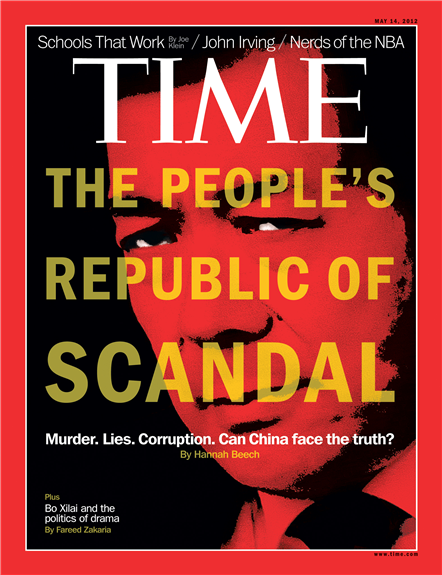 MAY 14, 2012
Schools That Work By Joe Klein / John Irving / Nerds of the NBA
TIME
THE PEOPLE'S
REPUBLIC OF
SCANDAL
Murder. Lies. Corruption. Can China face the truth?
By Hannah Beech
Plus
Bo Xilai and the
politics of drama
By Fareed Zakaria
www.time.com